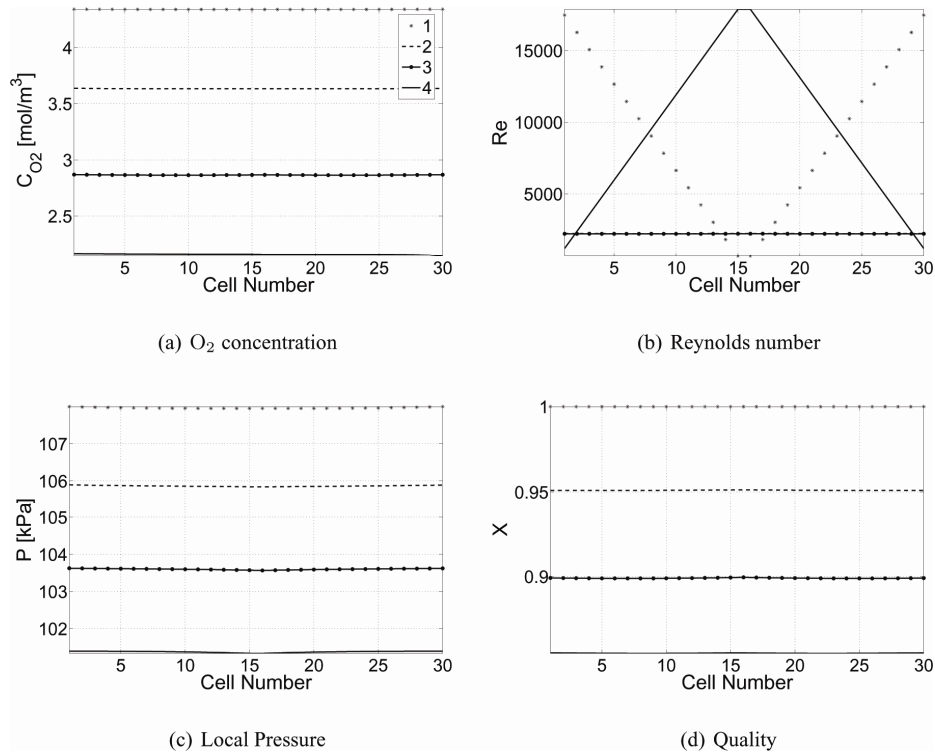 4
3.5
3
2.5
C_O2 [mol/m³]
1
2
3
4
5 10 15 20 25 30
Cell Number
(a) O₂ concentration
15000
10000
5000
Re
5 10 15 20 25 30
Cell Number
(b) Reynolds number
107
106
105
104
103
102
P [kPa]
5 10 15 20 25 30
Cell Number
(c) Local Pressure
1
0.95
0.9
X
5 10 15 20 25 30
Cell Number
(d) Quality